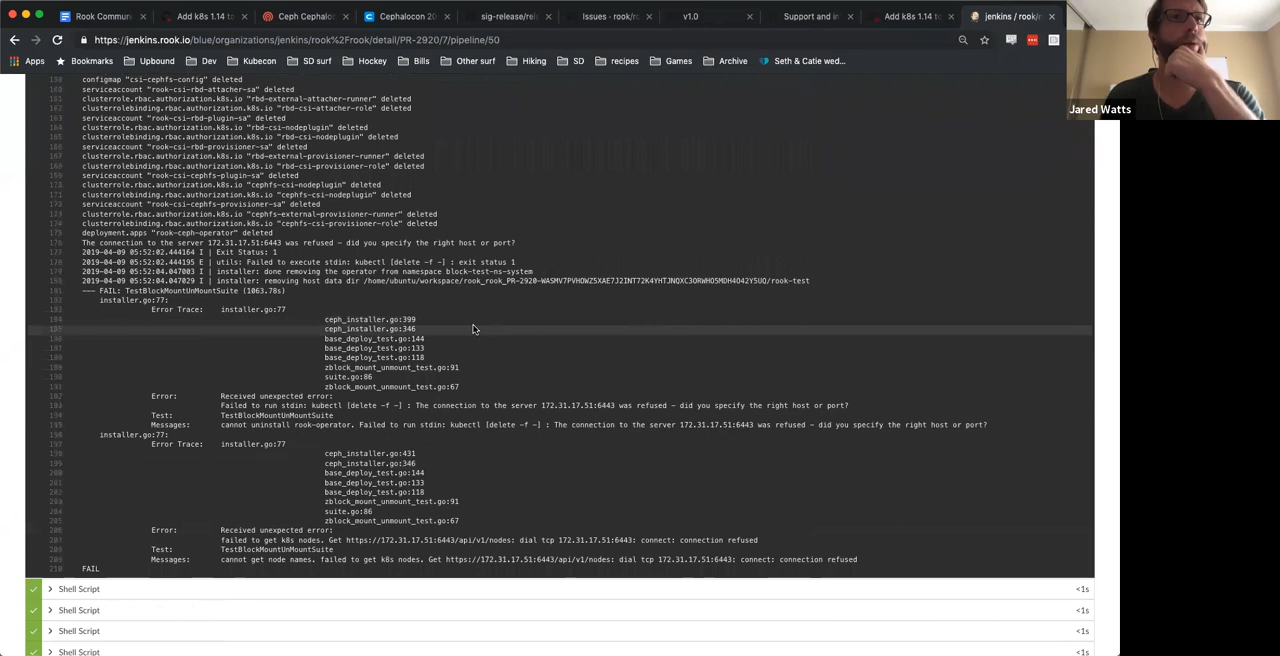 Rook Commun
Add k8s 1.14 to
Ceph Cephalo
Cephalocon 20
sig-release/rel
Issues - rook/r
v1.0
Support and in
Add k8s 1.14 to
jenkins / rook/r
https://jenkins.rook.io/blue/organizations/jenkins/rook%2Frook/detail/PR-2920/7/pipeline/50
Apps
Bookmarks
Upbound
Dev
Kubecon
SD surf
Hockey
Bills
Other surf
Hiking
SD
recipes
Games
Archive
Seth & Catie wed...
Jared Watts
configmap "csi-cephfs-config" deleted
serviceaccount "rook-csi-rbd-attacher-sa" deleted
clusterrole.rbac.authorization.k8s.io "rbd-external-attacher-runner" deleted
clusterrolebinding.rbac.authorization.k8s.io "rbd-csi-attacher-role" deleted
serviceaccount "rook-csi-rbd-plugin-sa" deleted
clusterrole.rbac.authorization.k8s.io "rbd-csi-nodeplugin" deleted
clusterrolebinding.rbac.authorization.k8s.io "rbd-csi-nodeplugin" deleted
serviceaccount "rook-csi-rbd-provisioner-sa" deleted
clusterrole.rbac.authorization.k8s.io "rbd-external-provisioner-runner" deleted
clusterrolebinding.rbac.authorization.k8s.io "rbd-csi-provisioner-role" deleted
serviceaccount "rook-csi-cephfs-plugin-sa" deleted
clusterrole.rbac.authorization.k8s.io "cephfs-csi-nodeplugin" deleted
clusterrolebinding.rbac.authorization.k8s.io "cephfs-csi-nodeplugin" deleted
serviceaccount "rook-csi-cephfs-provisioner-sa" deleted
clusterrole.rbac.authorization.k8s.io "cephfs-external-provisioner-runner" deleted
clusterrolebinding.rbac.authorization.k8s.io "cephfs-csi-provisioner-role" deleted
deployment.apps "rook-ceph-operator" deleted
The connection to the server 172.31.17.51:6443 was refused - did you specify the right host or port?
2019-04-09 05:52:02.444164 I | Exit Status: 1
2019-04-09 05:52:02.444195 E | utils: Failed to execute stdin: kubectl [delete -f -] : exit status 1
2019-04-09 05:52:04.047003 I | installer: done removing the operator from namespace block-test-ns-system
2019-04-09 05:52:04.047029 I | installer: removing host data dir /home/ubuntu/workspace/rook_rook_PR-2920-WASMV7PVHOWZ5XAE7J2INT72K4YHTJNQXC3ORWHO5MDH4O42Y5UQ/rook-test
--- FAIL: TestBlockMountUnMountSuite (1063.78s)
installer.go:77:
Error Trace: installer.go:77
ceph_installer.go:399
ceph_installer.go:346
base_deploy_test.go:144
base_deploy_test.go:133
base_deploy_test.go:118
zblock_mount_unmount_test.go:91
suite.go:86
zblock_mount_unmount_test.go:67
Error: Received unexpected error:
Failed to run stdin: kubectl [delete -f -] : The connection to the server 172.31.17.51:6443 was refused - did you specify the right host or port?
Test: TestBlockMountUnMountSuite
Messages: cannot uninstall rook-operator. Failed to run stdin: kubectl [delete -f -] : The connection to the server 172.31.17.51:6443 was refused - did you specify the right host or port?
installer.go:77:
Error Trace: installer.go:77
ceph_installer.go:431
ceph_installer.go:346
base_deploy_test.go:144
base_deploy_test.go:133
base_deploy_test.go:118
zblock_mount_unmount_test.go:91
suite.go:86
zblock_mount_unmount_test.go:67
Error: Received unexpected error:
failed to get k8s nodes. Get https://172.31.17.51:6443/api/v1/nodes: dial tcp 172.31.17.51:6443: connect: connection refused
Test: TestBlockMountUnMountSuite
Messages: cannot get node names. failed to get k8s nodes. Get https://172.31.17.51:6443/api/v1/nodes: dial tcp 172.31.17.51:6443: connect: connection refused
FAIL
Shell Script <1s
Shell Script <1s
Shell Script <1s
Shell Script <1s